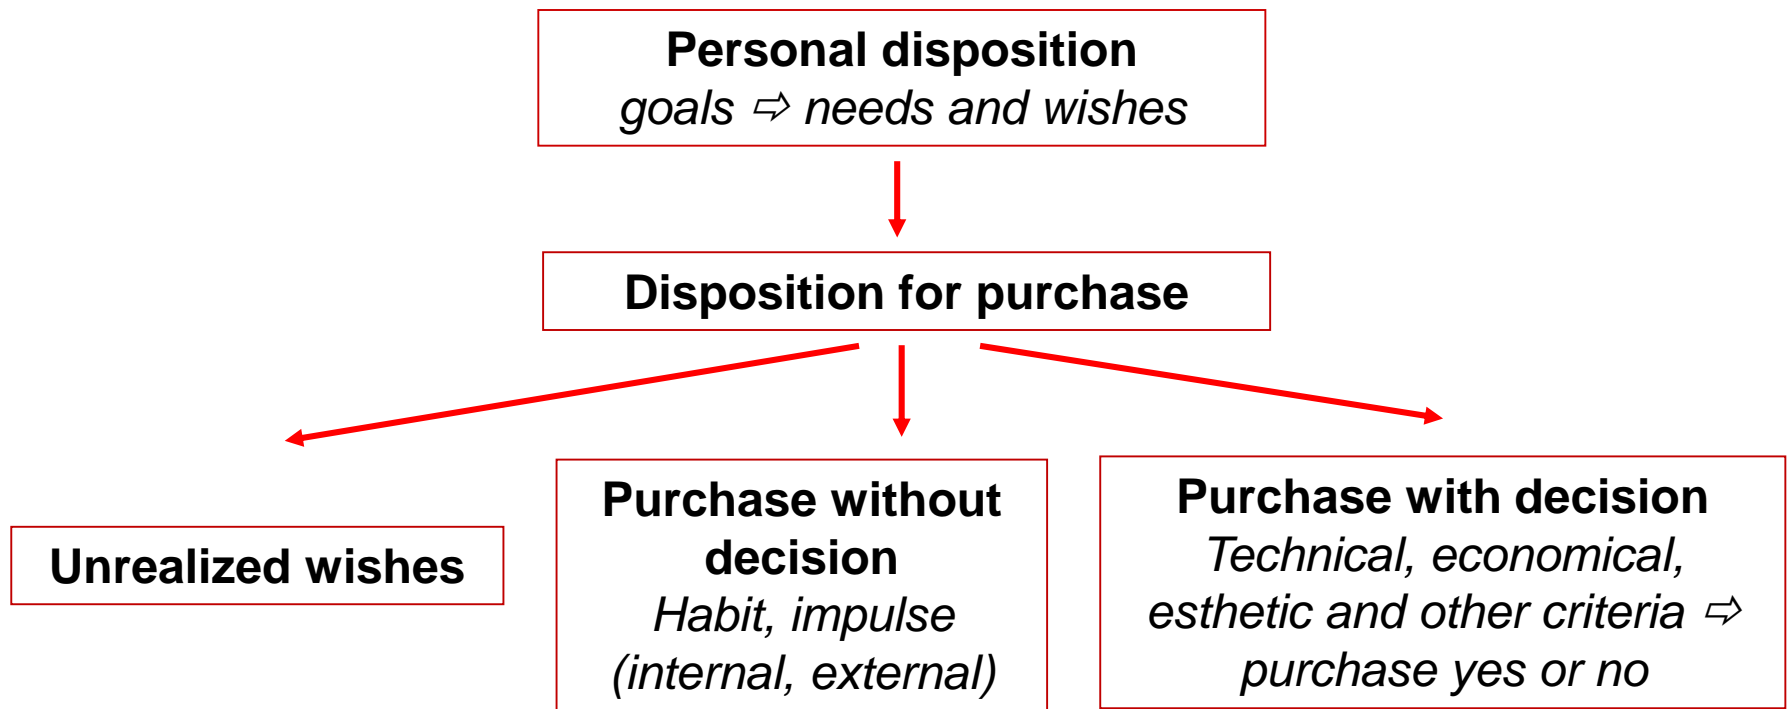 Personal disposition
goals ⇨ needs and wishes
Disposition for purchase
Unrealized wishes
Purchase without
decision
Habit, impulse
(internal, external)
Purchase with decision
Technical, economical,
esthetic and other criteria ⇨
purchase yes or no